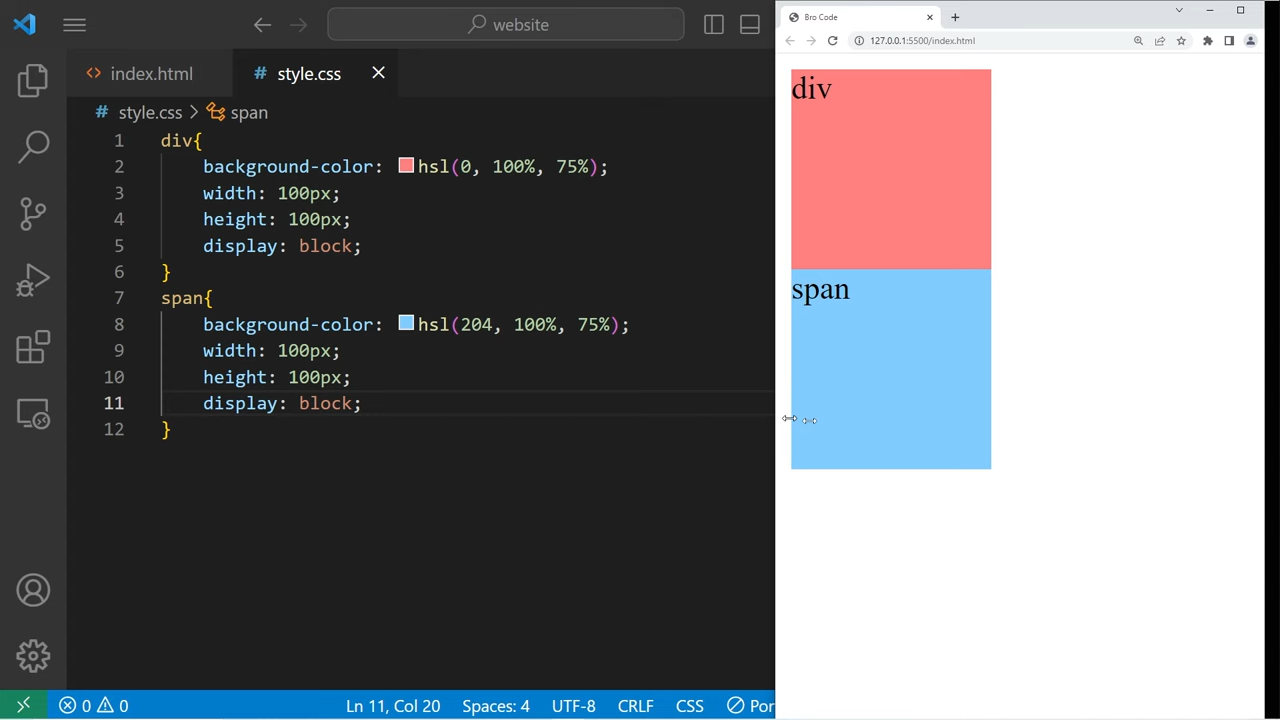 website
index.html
style.css
style.css
span
1 div{
2 background-color: hsl(0, 100%, 75%);
3 width: 100px;
4 height: 100px;
5 display: block;
6 }
7 span{
8 background-color: hsl(204, 100%, 75%);
9 width: 100px;
10 height: 100px;
11 display: block;
12 }
0 0 Ln 11, Col 20 Spaces: 4 UTF-8 CRLF CSS Por
Bro Code
127.0.0.1:5500/index.html
div
span